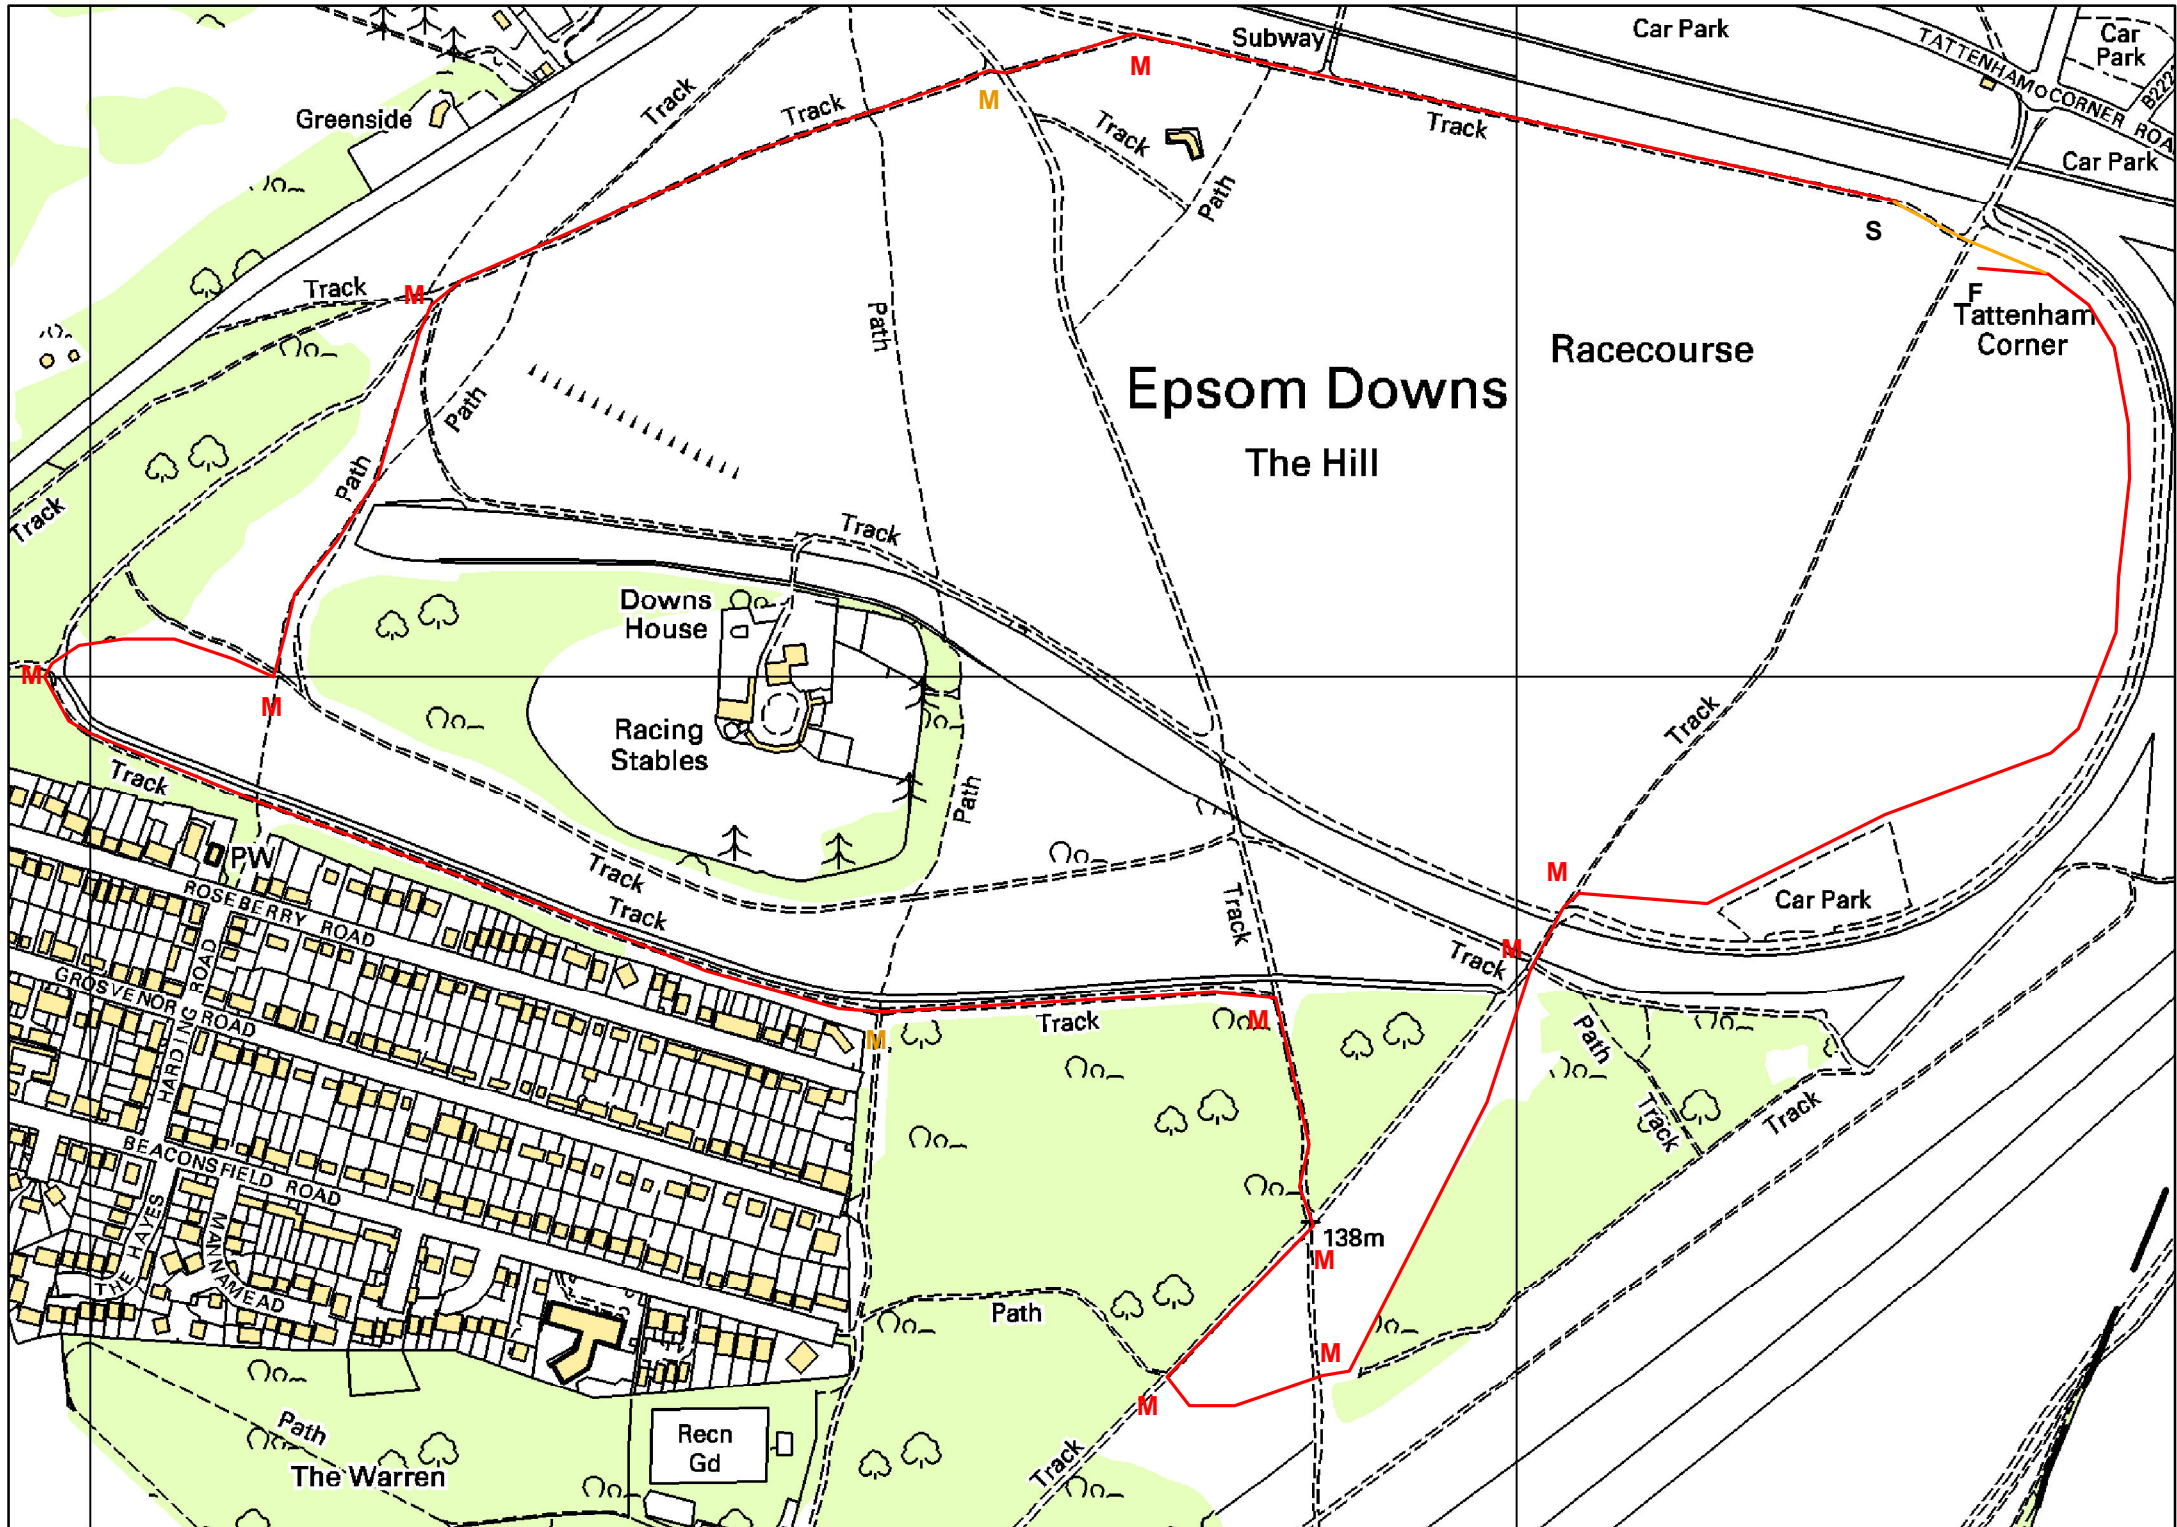 Subway
Car Park
TATTENHAM CORNER ROA
Car
Park
B222
Greenside
Track
Track
M
M
Track
Track
Car Park
Path
S
Track
M
F
Tattenham
Corner
Path
Racecourse
Epsom Downs
The Hill
Path
Path
Track
Track
Downs
House
M
M
Racing
Stables
Track
Track
Path
PW
Track
Track
Track
M
Car Park
ROSEBERRY ROAD
GROSVENOR ROAD
HARDING ROAD
M
Track
M
Track
M
Path
Track
Track
BEACONSFIELD ROAD
THE HAYES
MANNAMEAD
138m
M
Path
M
M
Path
Recn
Gd
Track
The Warren